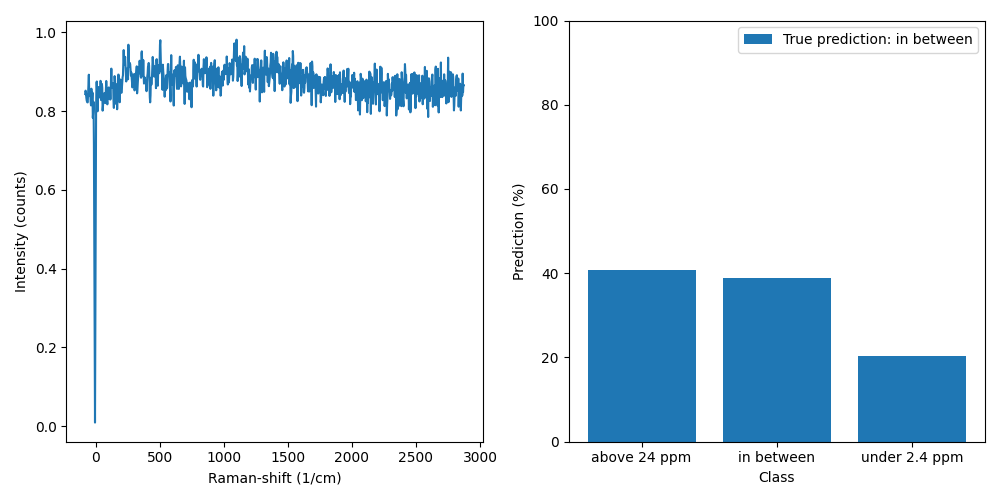 1.0
0.8
0.6
0.4
0.2
0.0
Intensity (counts)
0 500 1000 1500 2000 2500 3000
Raman-shift (1/cm)
100
80
60
40
20
0
Prediction (%)
True prediction: in between
above 24 ppm in between under 2.4 ppm
Class